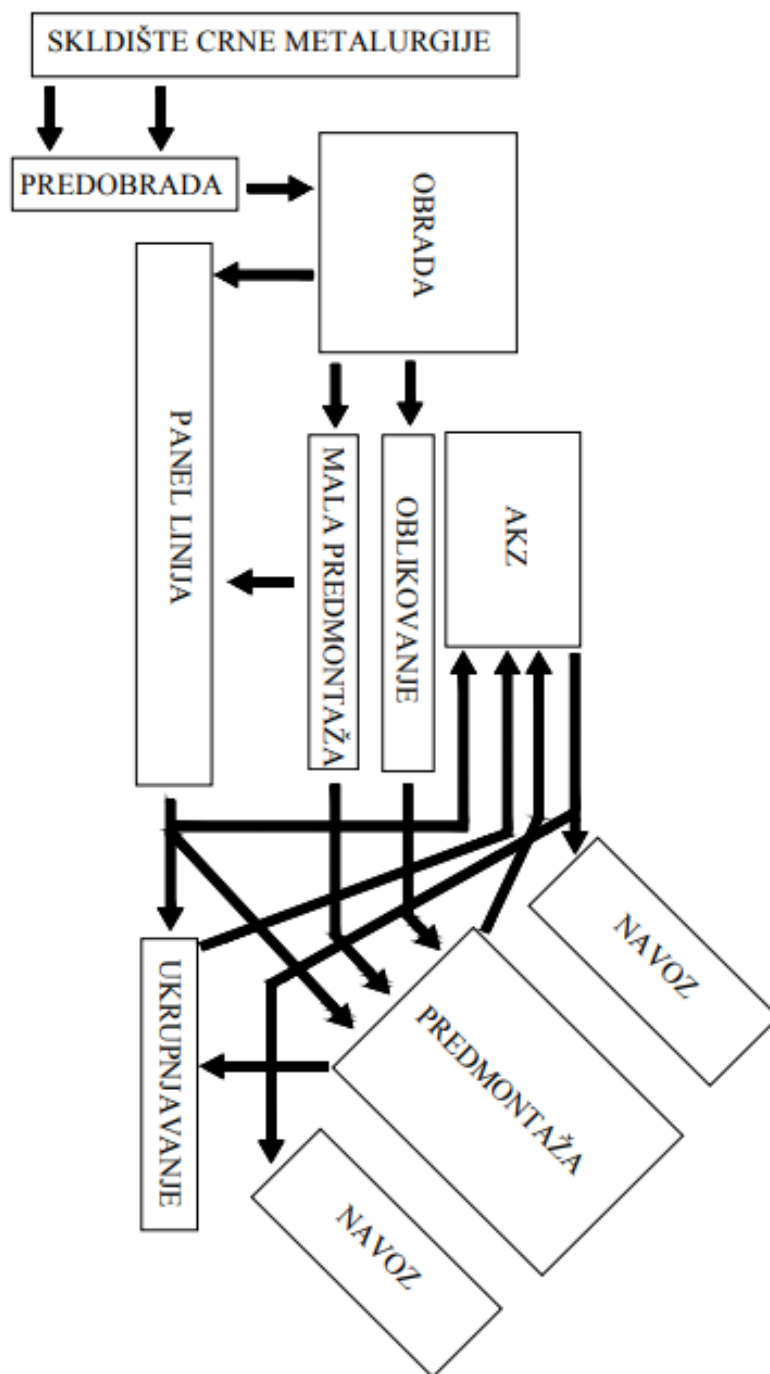 SKLDIŠTE CRNE METALURGIJE
PREDOBRADA
OBRADA
PANEL LINIJA
MALA PREDMONTAŽA
OBLIKOVANJE
AKZ
UKRUPNJAVANJE
PREDMONTAŽA
NAVOZ
NAVOZ